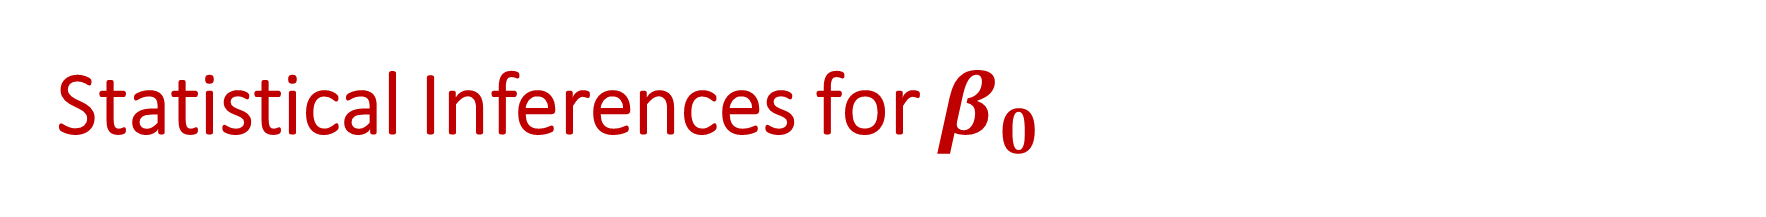 Statistical Inferences for β₀